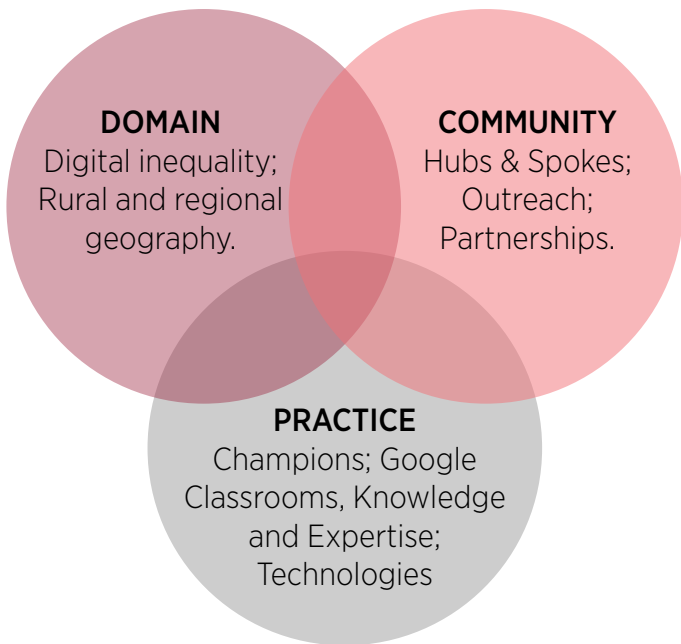 DOMAIN
Digital inequality;
Rural and regional
geography.
COMMUNITY
Hubs & Spokes;
Outreach;
Partnerships.
PRACTICE
Champions; Google
Classrooms, Knowledge
and Expertise;
Technologies